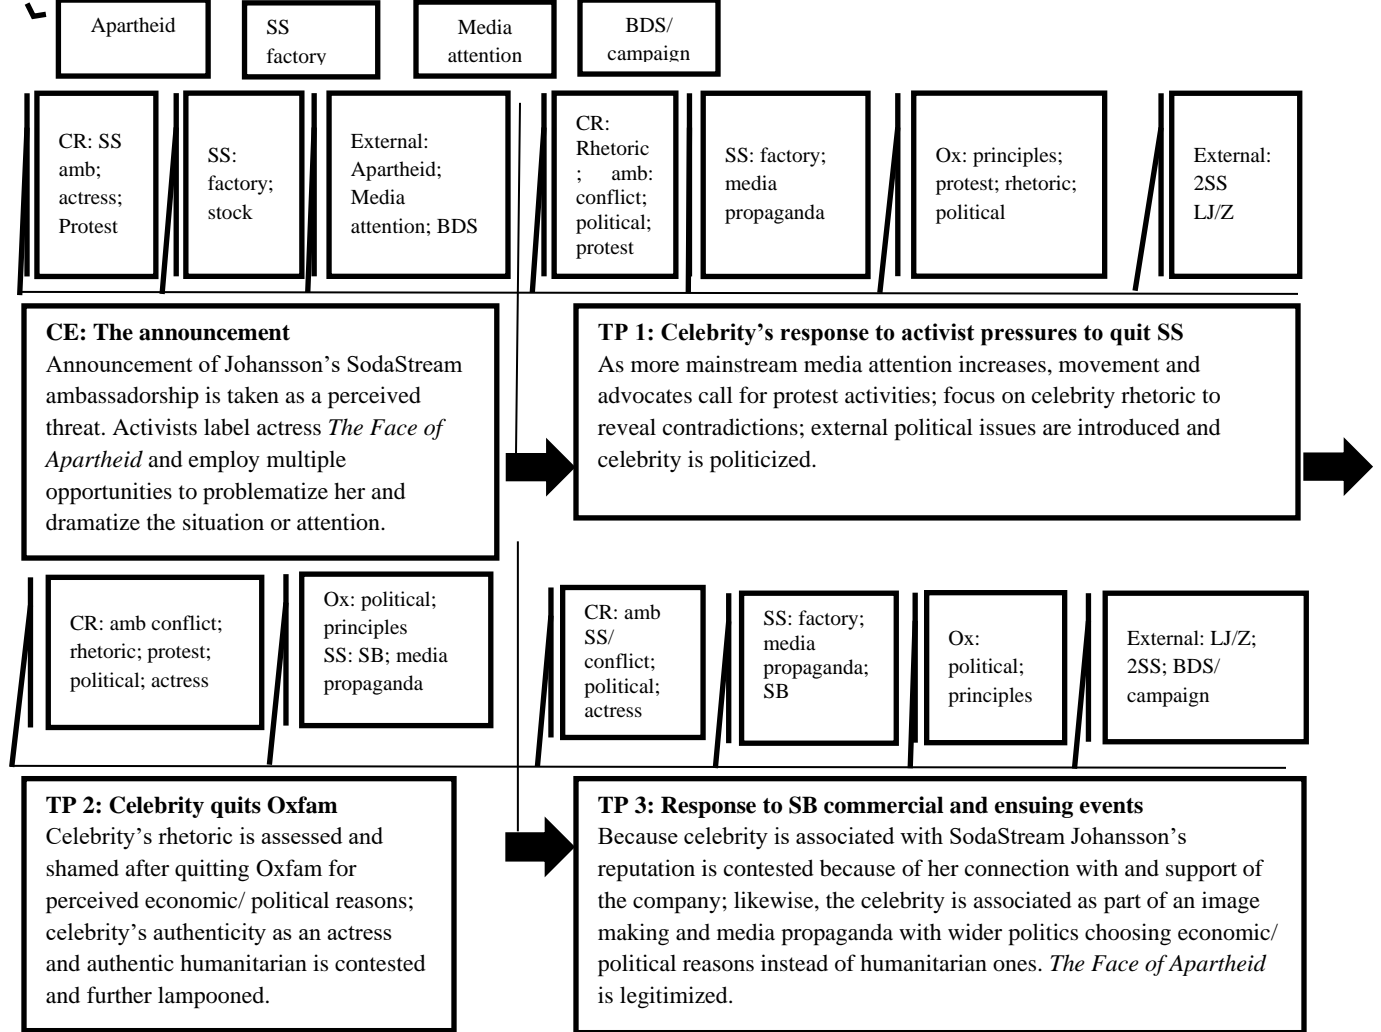 Apartheid
SS
factory
Media
attention
BDS/
campaign
CR: SS
amb;
actress;
Protest
SS:
factory;
stock
External:
Apartheid;
Media
attention; BDS
CR:
Rhetoric
; amb:
conflict;
political;
protest
SS: factory;
media
propaganda
Ox: principles;
protest; rhetoric;
political
External:
2SS
LJ/Z
CE: The announcement
Announcement of Johansson’s SodaStream
ambassadorship is taken as a perceived
threat. Activists label actress The Face of
Apartheid and employ multiple
opportunities to problematize her and
dramatize the situation or attention.
TP 1: Celebrity’s response to activist pressures to quit SS
As more mainstream media attention increases, movement and
advocates call for protest activities; focus on celebrity rhetoric to
reveal contradictions; external political issues are introduced and
celebrity is politicized.
CR: amb conflict;
rhetoric; protest;
political; actress
Ox: political;
principles
SS: SB; media
propaganda
CR: amb
SS/
conflict;
political;
actress
SS: factory;
media
propaganda;
SB
Ox:
political;
principles
External: LJ/Z;
2SS; BDS/
campaign
TP 2: Celebrity quits Oxfam
Celebrity’s rhetoric is assessed and
shamed after quitting Oxfam for
perceived economic/ political reasons;
celebrity’s authenticity as an actress
and authentic humanitarian is contested
and further lampooned.
TP 3: Response to SB commercial and ensuing events
Because celebrity is associated with SodaStream Johansson’s
reputation is contested because of her connection with and support of
the company; likewise, the celebrity is associated as part of an image
making and media propaganda with wider politics choosing economic/
political reasons instead of humanitarian ones. The Face of Apartheid
is legitimized.